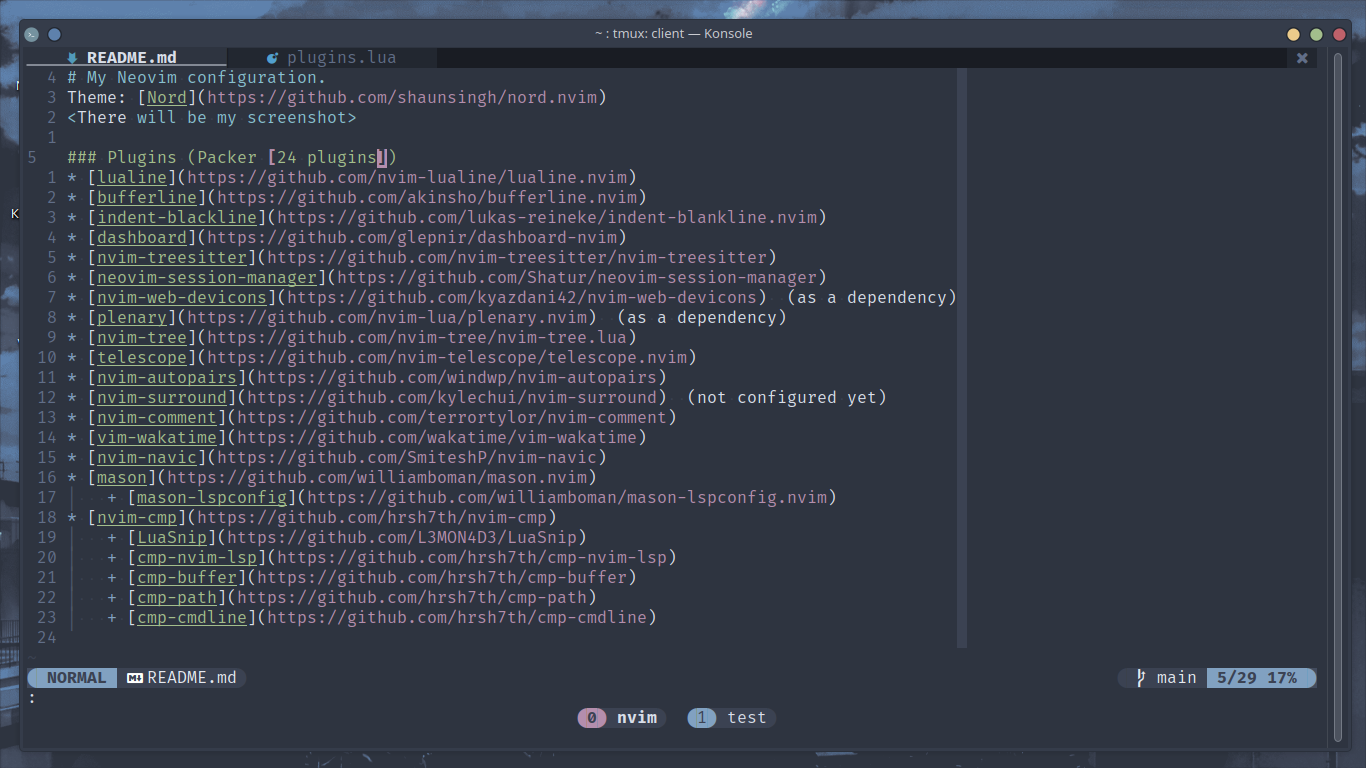 ~ : tmux: client — Konsole
README.md plugins.lua
4 # My Neovim configuration.
3 Theme: [Nord](https://github.com/shaunsingh/nord.nvim)
2 <There will be my screenshot>
1
5 ### Plugins (Packer [24 plugins])
1 * [lualine](https://github.com/nvim-lualine/lualine.nvim)
2 * [bufferline](https://github.com/akinsho/bufferline.nvim)
3 * [indent-blackline](https://github.com/lukas-reineke/indent-blankline.nvim)
4 * [dashboard](https://github.com/glepnir/dashboard-nvim)
5 * [nvim-treesitter](https://github.com/nvim-treesitter/nvim-treesitter)
6 * [neovim-session-manager](https://github.com/Shatur/neovim-session-manager)
7 * [nvim-web-devicons](https://github.com/kyazdani42/nvim-web-devicons) (as a dependency)
8 * [plenary](https://github.com/nvim-lua/plenary.nvim) (as a dependency)
9 * [nvim-tree](https://github.com/nvim-tree/nvim-tree.lua)
10 * [telescope](https://github.com/nvim-telescope/telescope.nvim)
11 * [nvim-autopairs](https://github.com/windwp/nvim-autopairs)
12 * [nvim-surround](https://github.com/kylechui/nvim-surround) (not configured yet)
13 * [nvim-comment](https://github.com/terrortylor/nvim-comment)
14 * [vim-wakatime](https://github.com/wakatime/vim-wakatime)
15 * [nvim-navic](https://github.com/SmiteshP/nvim-navic)
16 * [mason](https://github.com/williamboman/mason.nvim)
17 + [mason-lspconfig](https://github.com/williamboman/mason-lspconfig.nvim)
18 * [nvim-cmp](https://github.com/hrsh7th/nvim-cmp)
19 + [LuaSnip](https://github.com/L3MON4D3/LuaSnip)
20 + [cmp-nvim-lsp](https://github.com/hrsh7th/cmp-nvim-lsp)
21 + [cmp-buffer](https://github.com/hrsh7th/cmp-buffer)
22 + [cmp-path](https://github.com/hrsh7th/cmp-path)
23 + [cmp-cmdline](https://github.com/hrsh7th/cmp-cmdline)
24
NORMAL README.md main 5/29 17%
:
0 nvim 1 test